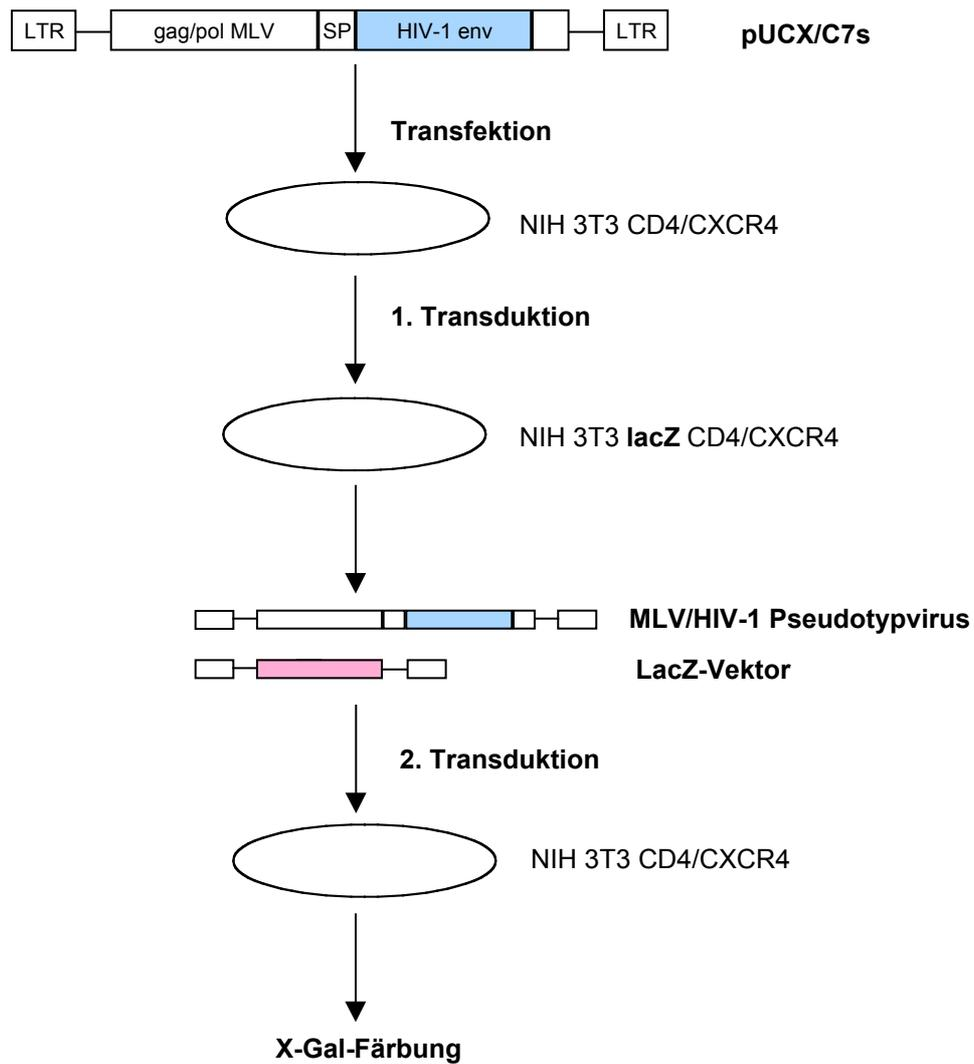 LTR gag/pol MLV SP HIV-1 env LTR pUCX/C7s
Transfektion
NIH 3T3 CD4/CXCR4
1. Transduktion
NIH 3T3 lacZ CD4/CXCR4
MLV/HIV-1 Pseudotypvirus
LacZ-Vektor
2. Transduktion
NIH 3T3 CD4/CXCR4
X-Gal-Färbung